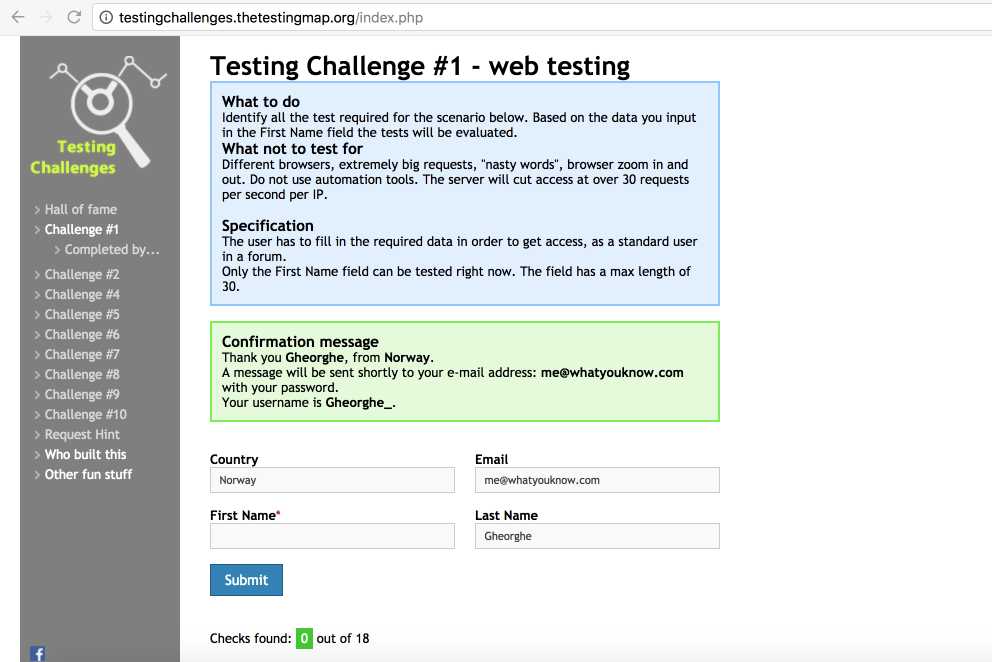 testingchallenges.thetestingmap.org/index.php
Testing
Challenges
Hall of fame
Challenge #1
Completed by...
Challenge #2
Challenge #4
Challenge #5
Challenge #6
Challenge #7
Challenge #8
Challenge #9
Challenge #10
Request Hint
Who built this
Other fun stuff
f
Testing Challenge #1 - web testing
What to do
Identify all the test required for the scenario below. Based on the data you input
in the First Name field the tests will be evaluated.
What not to test for
Different browsers, extremely big requests, "nasty words", browser zoom in and
out. Do not use automation tools. The server will cut access at over 30 requests
per second per IP.
Specification
The user has to fill in the required data in order to get access, as a standard user
in a forum.
Only the First Name field can be tested right now. The field has a max length of
30.
Confirmation message
Thank you Gheorghe, from Norway.
A message will be sent shortly to your e-mail address: me@whatyouknow.com
with your password.
Your username is Gheorghe_.
Country
Email
Norway
me@whatyouknow.com
First Name*
Last Name
Gheorghe
Submit
Checks found: 0 out of 18